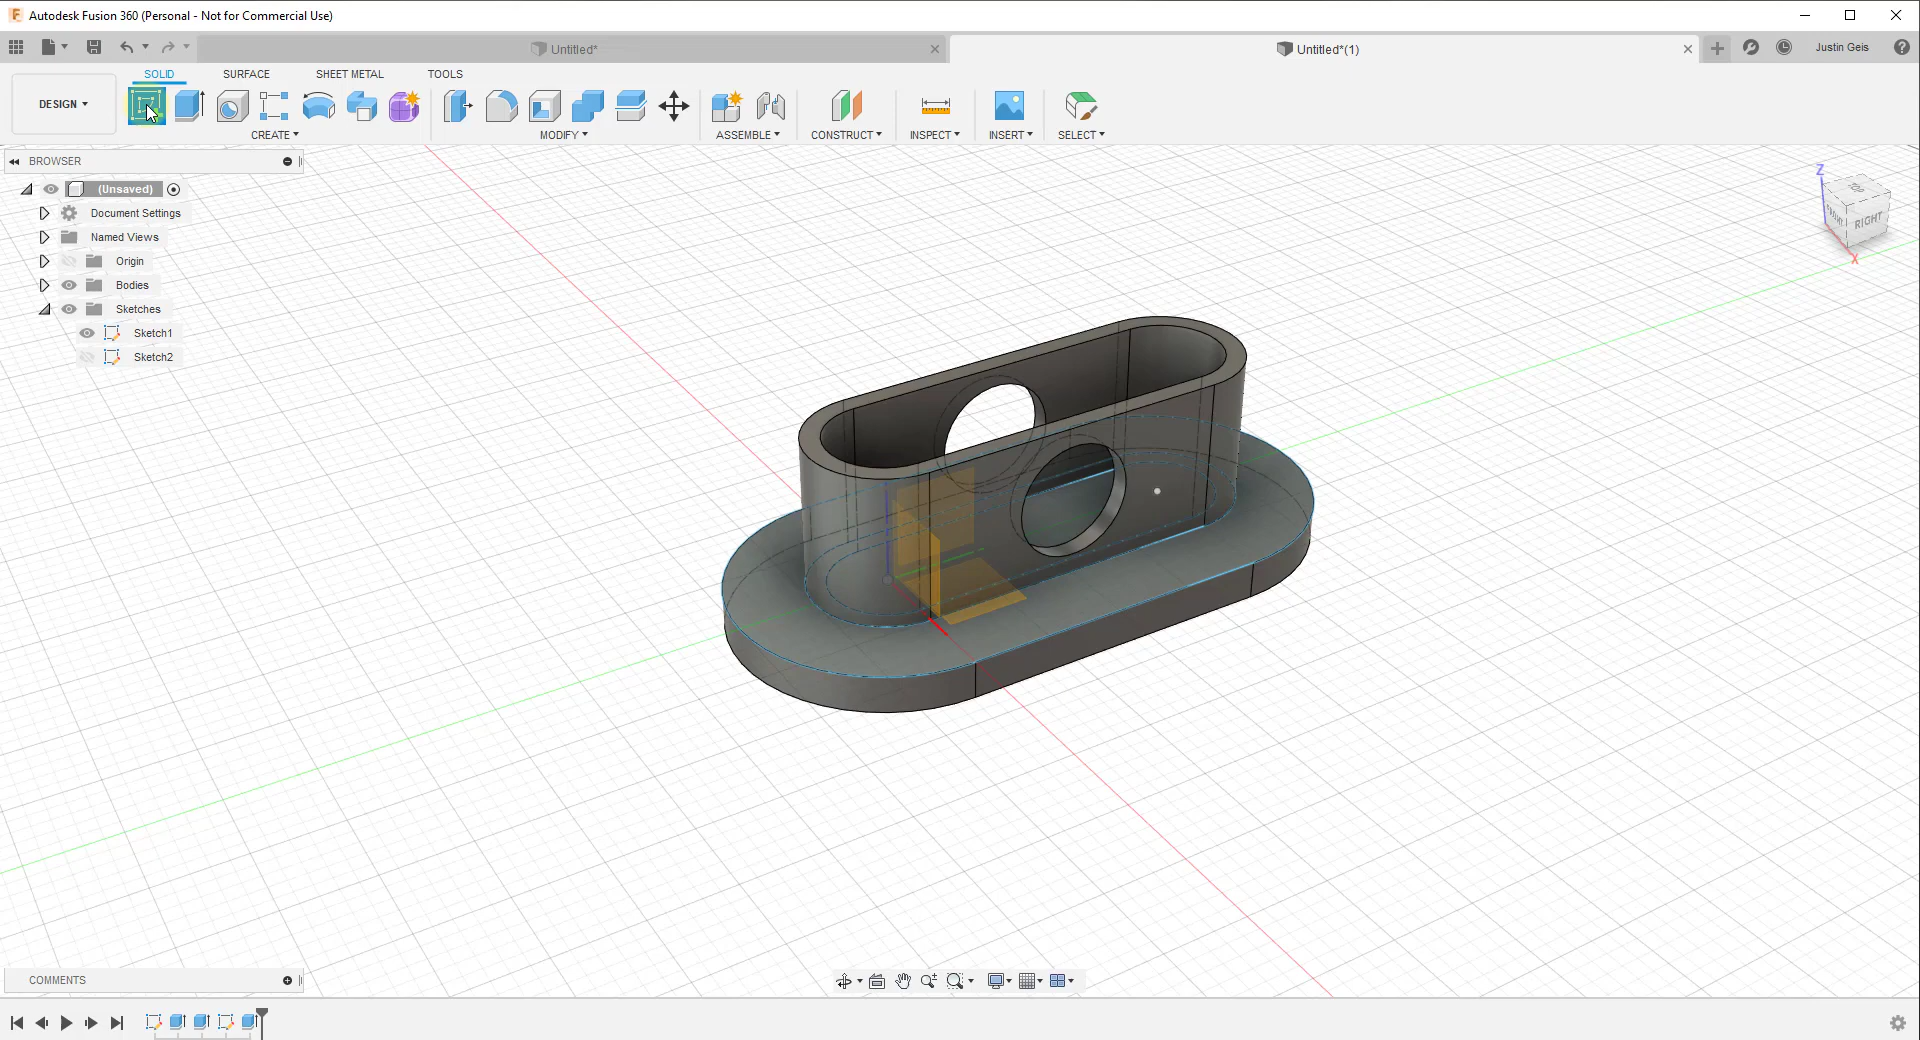 Autodesk Fusion 360 (Personal - Not for Commercial Use)
Untitled*
Untitled*(1)
Justin Geis
SOLID
SURFACE
SHEET METAL
TOOLS
DESIGN
CREATE
MODIFY
ASSEMBLE
CONSTRUCT
INSPECT
INSERT
SELECT
BROWSER
(Unsaved)
Document Settings
Named Views
Origin
Bodies
Sketches
Sketch1
Sketch2
Z
TOP
FRONT
RIGHT
X
COMMENTS